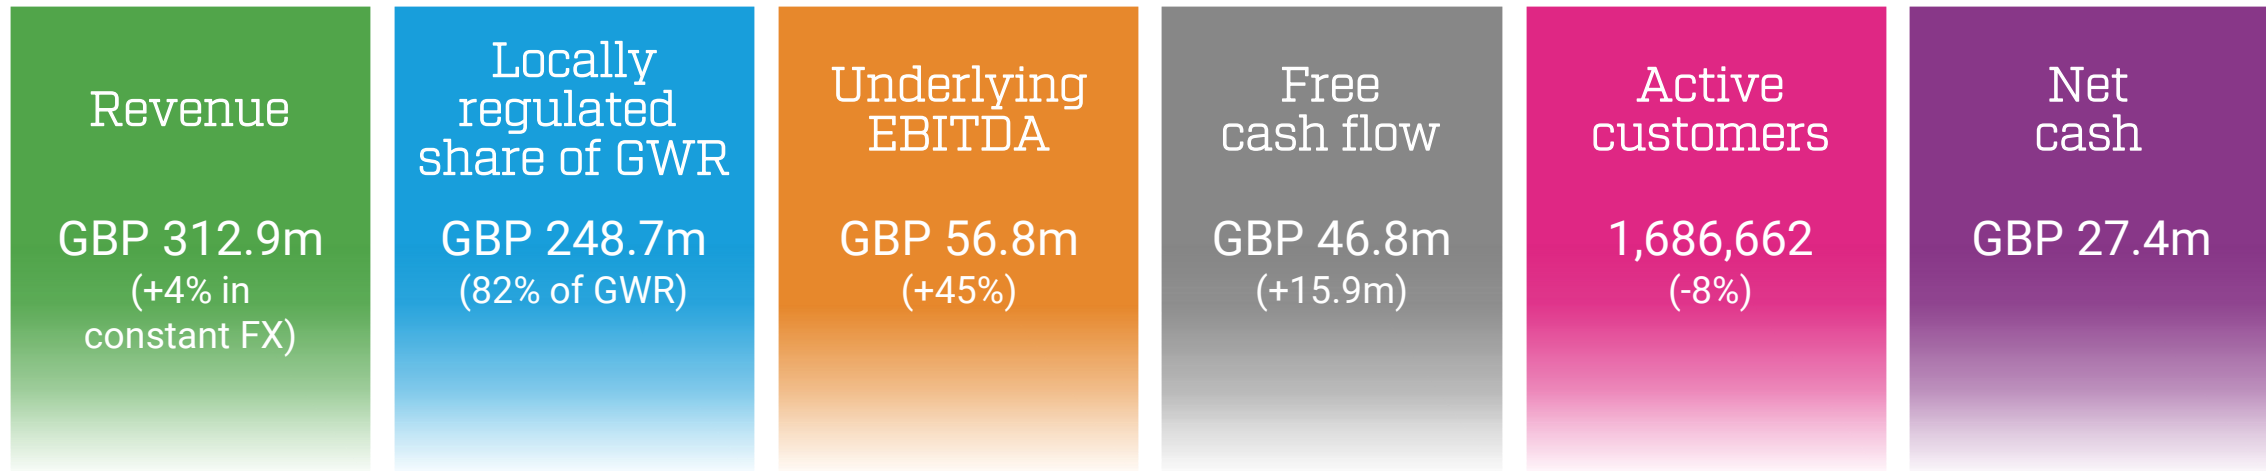 Revenue
GBP 312.9m
(+4% in
constant FX)
Locally
regulated
share of GWR
GBP 248.7m
(82% of GWR)
Underlying
EBITDA
GBP 56.8m
(+45%)
Free
cash flow
GBP 46.8m
(+15.9m)
Active
customers
1,686,662
(-8%)
Net
cash
GBP 27.4m